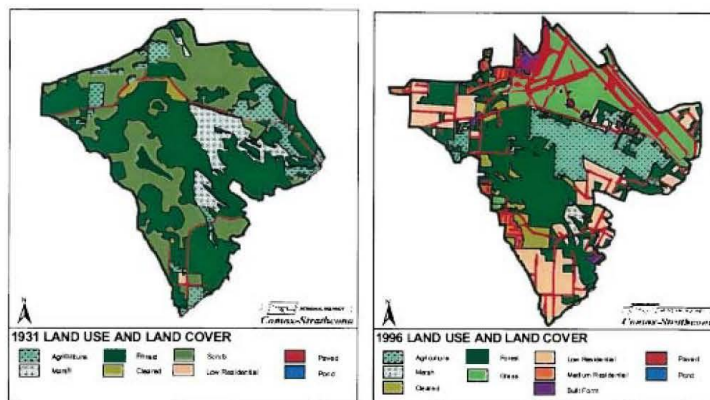 N
Comox-Strathcona
1931 LAND USE AND LAND COVER
Agriculture
Forest
Scrub
Paved
Marsh
Cleared
Low Residential
Pond
N
Comox-Strathcona
1996 LAND USE AND LAND COVER
Agriculture
Forest
Low Residential
Paved
Marsh
Grass
Medium Residential
Pond
Cleared
Built Form